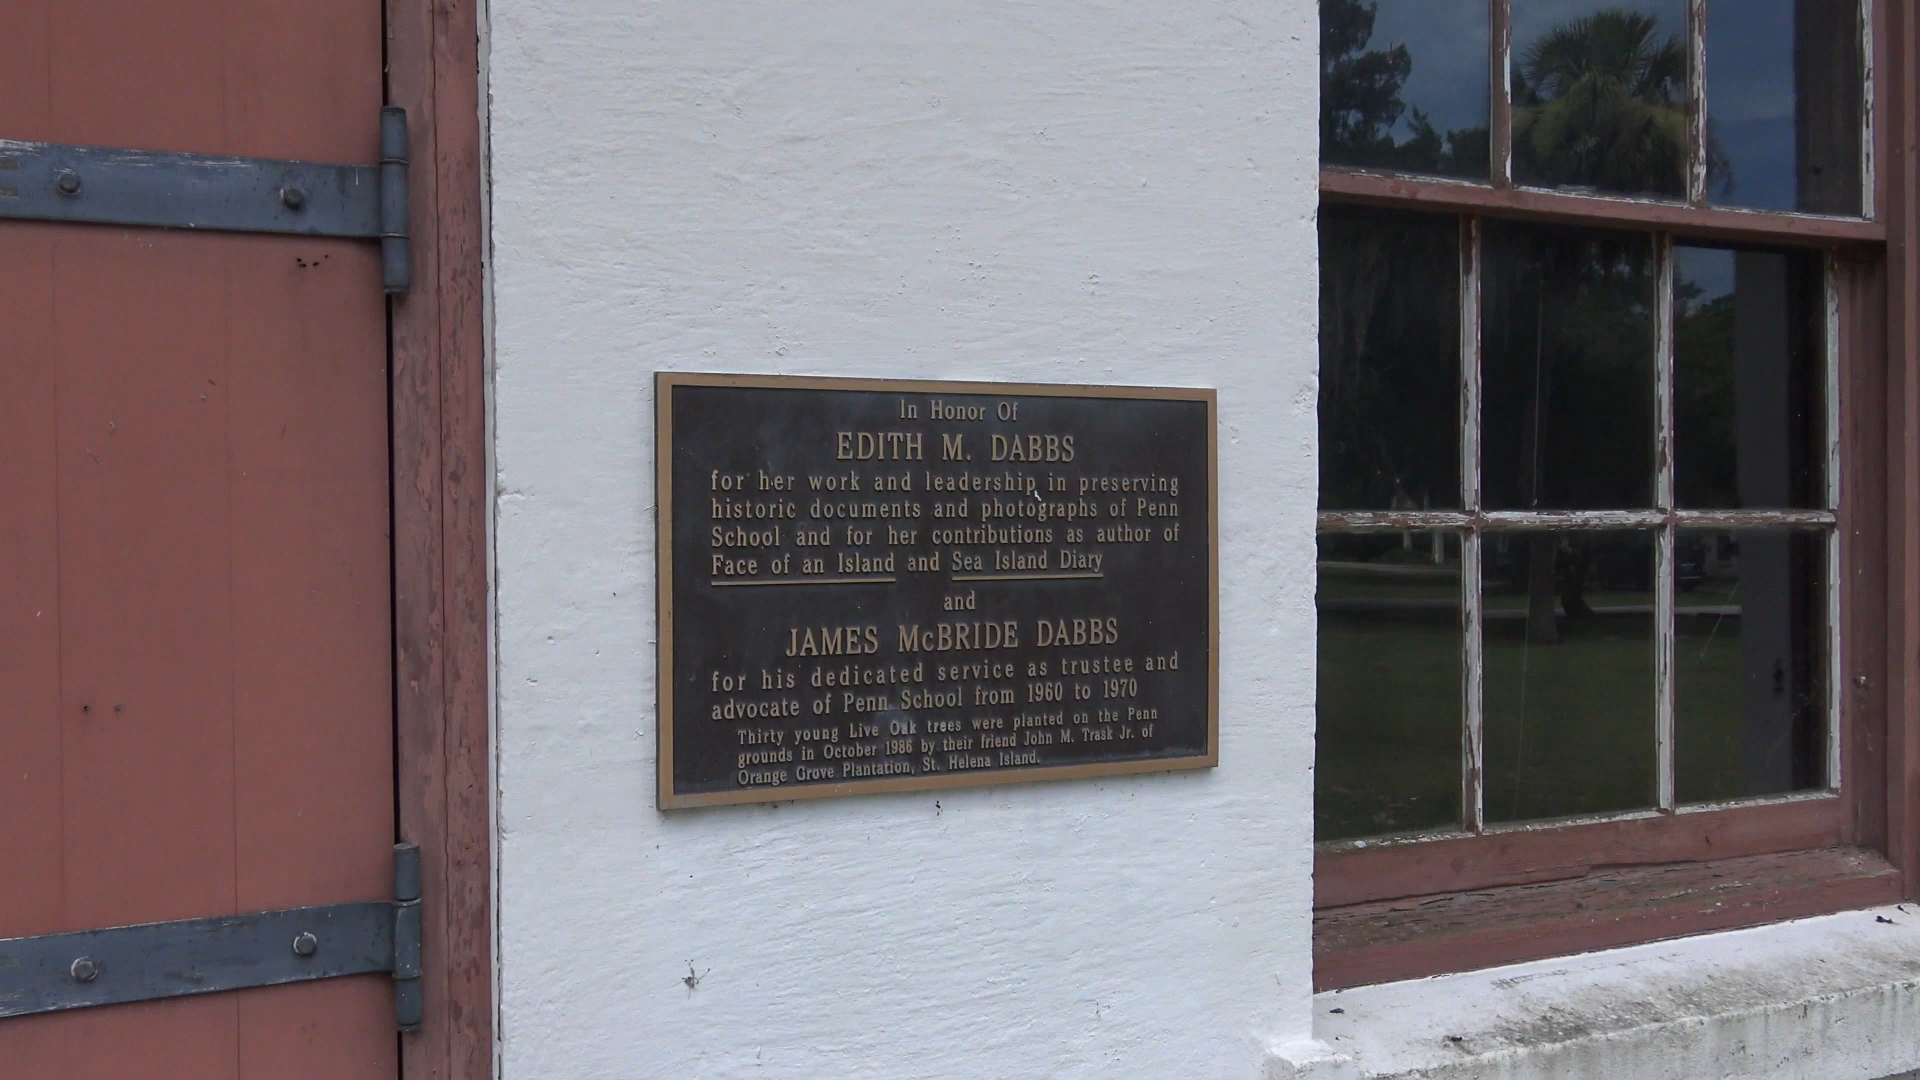 In Honor Of
EDITH M. DABBS
for her work and leadership in preserving
historic documents and photographs of Penn
School and for her contributions as author of
Face of an Island and Sea Island Diary
and
JAMES McBRIDE DABBS
for his dedicated service as trustee and
advocate of Penn School from 1960 to 1970
Thirty young Live Oak trees were planted on the Penn
grounds in October 1986 by their friend John M. Trask Jr. of
Orange Grove Plantation, St. Helena Island.